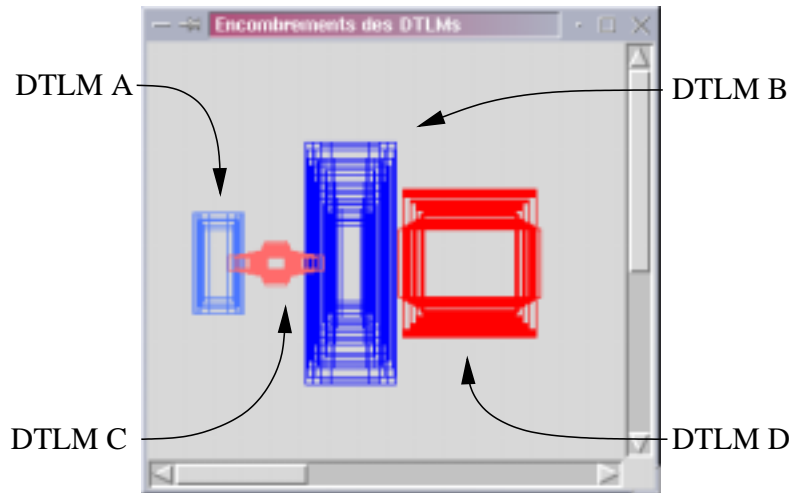 Encombrements des DTLMs
DTLM A
DTLM B
DTLM C
DTLM D